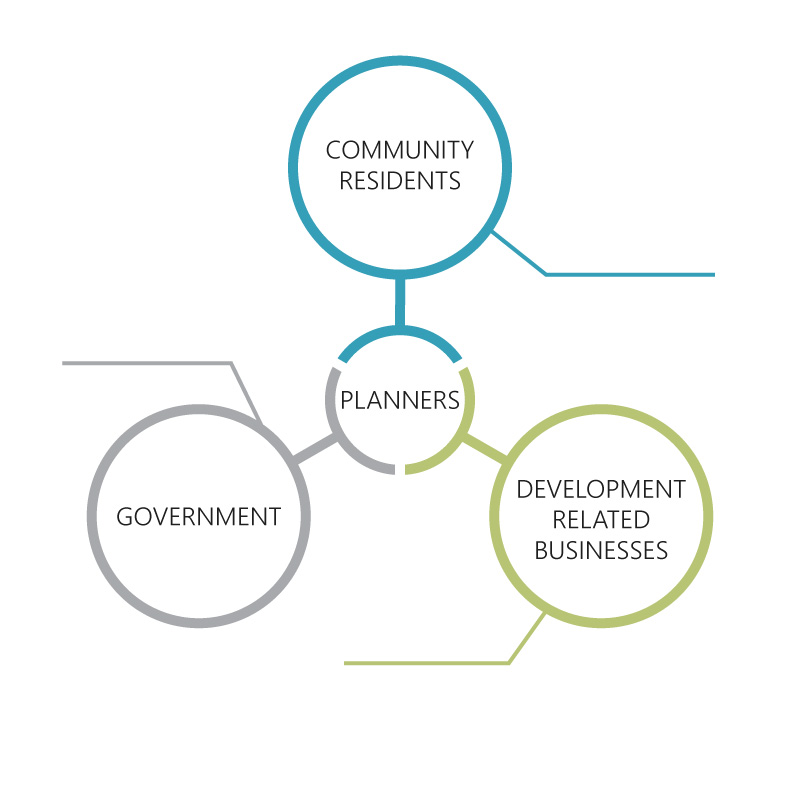 COMMUNITY
RESIDENTS
PLANNERS
GOVERNMENT
DEVELOPMENT
RELATED
BUSINESSES